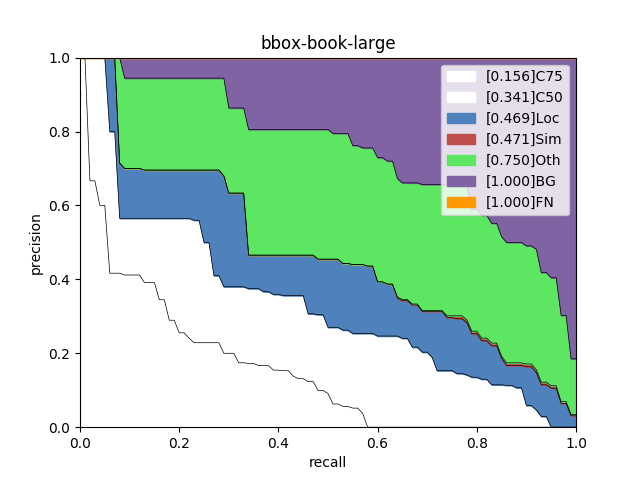 bbox-book-large
precision
1.0
0.8
0.6
0.4
0.2
0.0
[0.156]C75
[0.341]C50
[0.469]Loc
[0.471]Sim
[0.750]Oth
[1.000]BG
[1.000]FN
0.0 0.2 0.4 0.6 0.8 1.0
recall